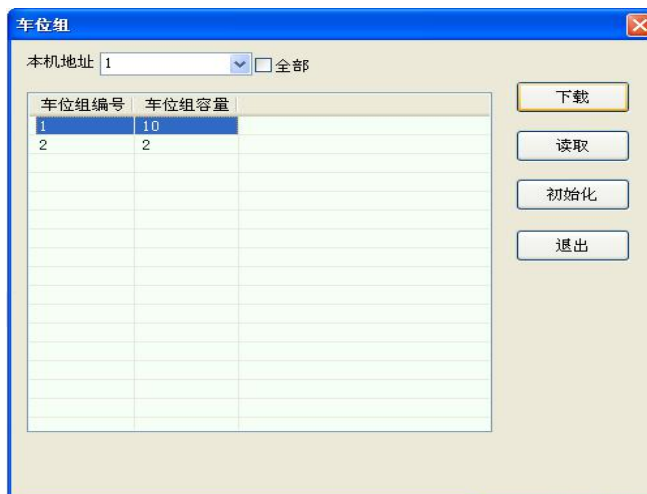 车位组
本机地址 1 全部
车位组编号 车位组容量
1 10
2 2
下载
读取
初始化
退出